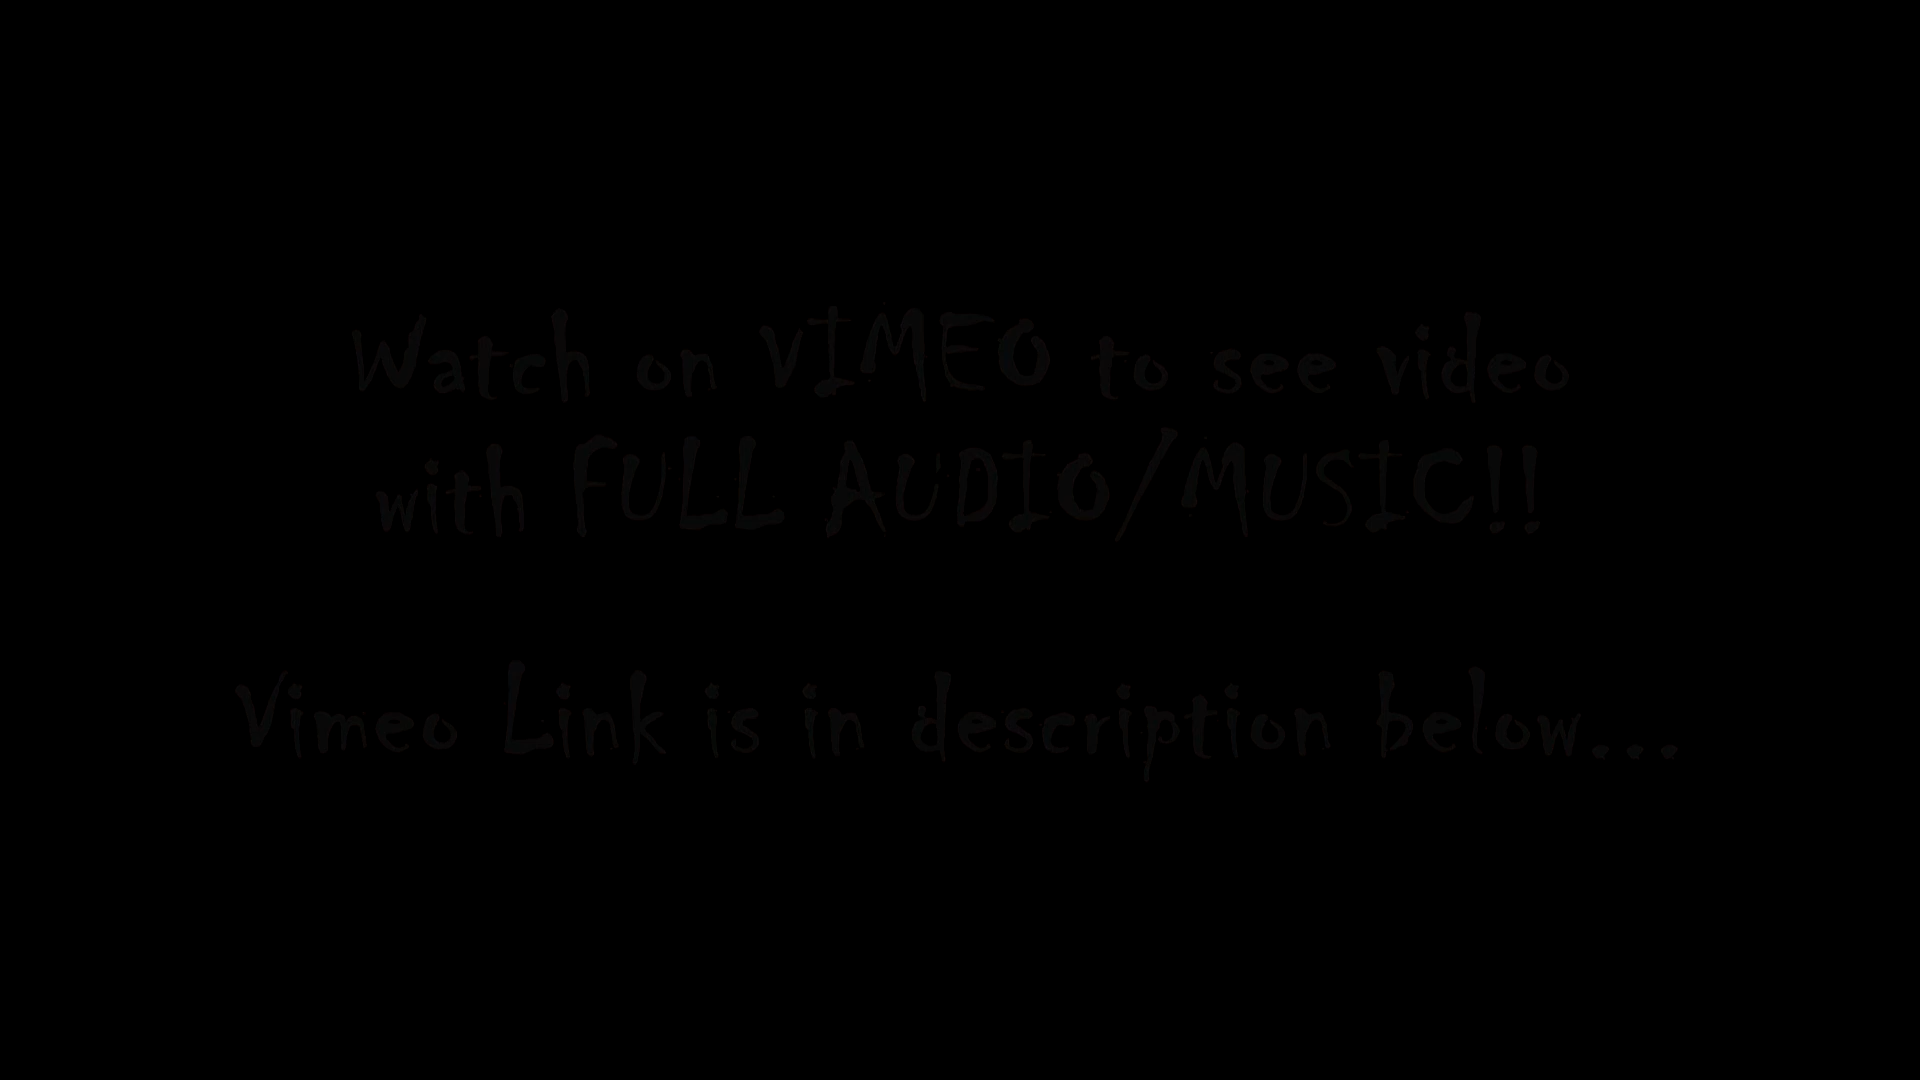 Watch on VIMEO to see video
with FULL AUDIO/MUSIC!!
Vimeo Link is in description below...